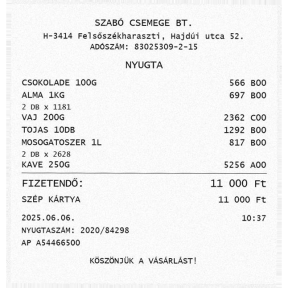 SZABÓ CSEMEGE BT.
H-3414 Felsőszékharaszti, Hajdúi utca 52.
ADÓSZÁM: 83025309-2-15
NYUGTA
CSOKOLADE 100G 566 B00
ALMA 1KG 697 B00
2 DB x 1181
VAJ 200G 2362 C00
TOJAS 10DB 1292 B00
MOSOGATOSZER 1L 817 B00
2 DB x 2628
KAVE 250G 5256 A00
FIZETENDŐ: 11 000 Ft
SZÉP KÁRTYA 11 000 Ft
2025.06.06. 10:37
NYUGTASZÁM: 2020/84298
AP A54466500
KÖSZÖNJÜK A VÁSÁRLÁST!